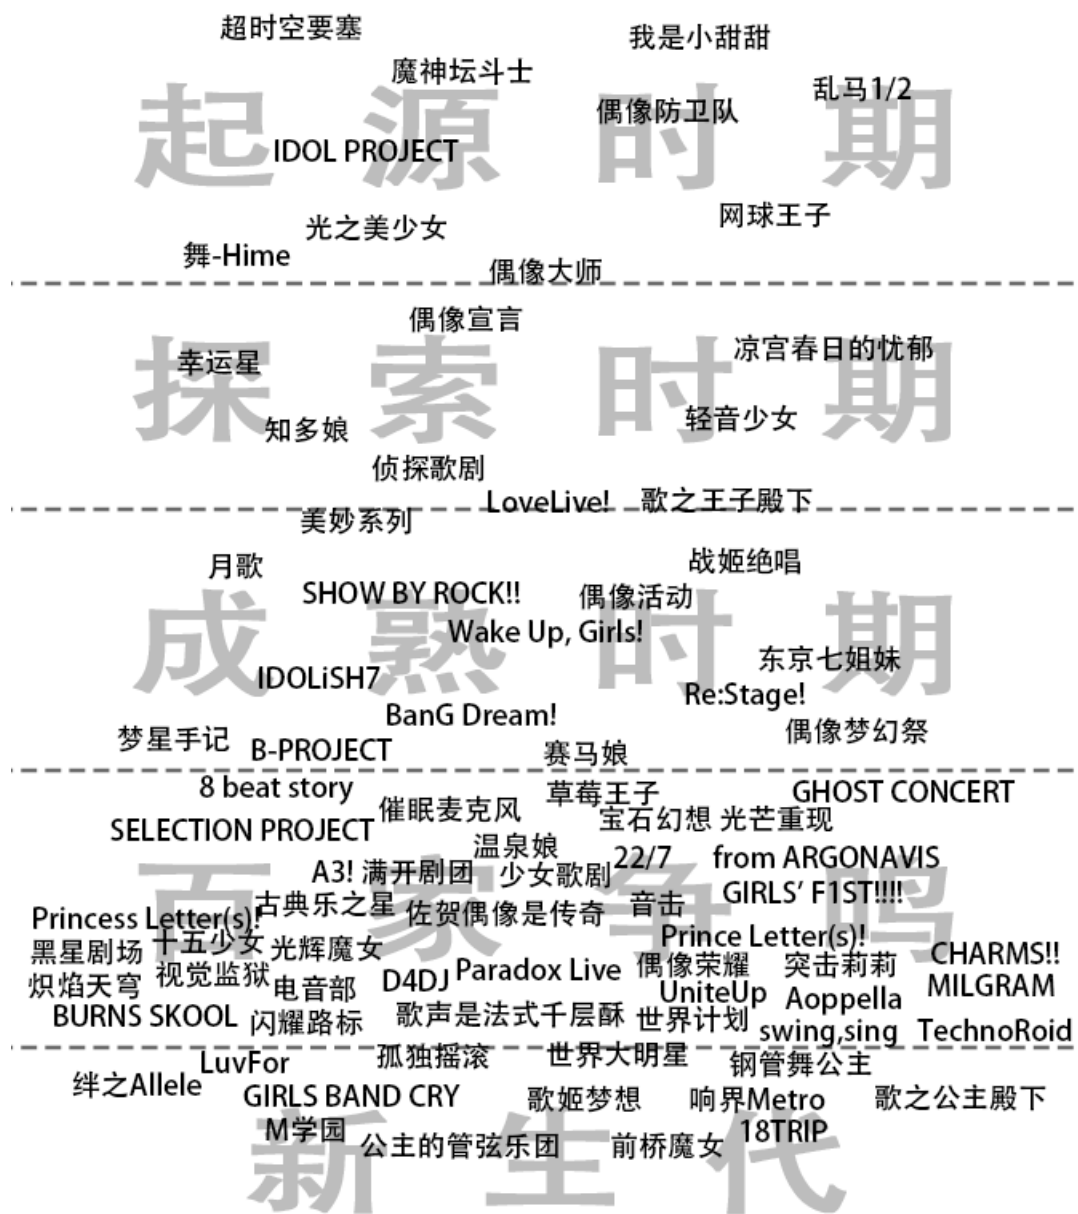 超时空要塞
我是小甜甜
魔神坛斗士
乱马1/2
偶像防卫队
起源时期
IDOL PROJECT
网球王子
光之美少女
舞-Hime
偶像大师
偶像宣言
凉宫春日的忧郁
幸运星
探索时期
轻音少女
知多娘
侦探歌剧
LoveLive!
歌之王子殿下
美妙系列
战姬绝唱
月歌
SHOW BY ROCK!!
偶像活动
Wake Up, Girls!
成熟时期
东京七姐妹
IDOLiSH7
Re:Stage!
BanG Dream!
偶像梦幻祭
梦星手记
B-PROJECT
赛马娘
8 beat story
草莓王子
GHOST CONCERT
催眠麦克风
宝石幻想 光芒重现
SELECTION PROJECT
温泉娘
22/7
from ARGONAVIS
A3! 满开剧团
少女歌剧
GIRLS' F1ST!!!!
百家争鸣
古典乐之星
佐贺偶像是传奇
音击
Princess Letter(s)!
十五少女
光辉魔女
Prince Letter(s)!
黑星剧场
CHARMS!!
视觉监狱
D4DJ
Paradox Live
偶像荣耀
突击莉莉
炽焰天穹
电音部
UniteUp
Aoppella
MILGRAM
BURNS SKOOL
闪耀路标
歌声是法式千层酥
世界计划
swing,sing
TechnoRoid
LuvFor
孤独摇滚
世界大明星
钢管舞公主
绊之Allele
GIRLS BAND CRY
歌姬梦想
响界Metro
歌之公主殿下
M学园
公主的管弦乐团
前桥魔女
18TRIP
新生代